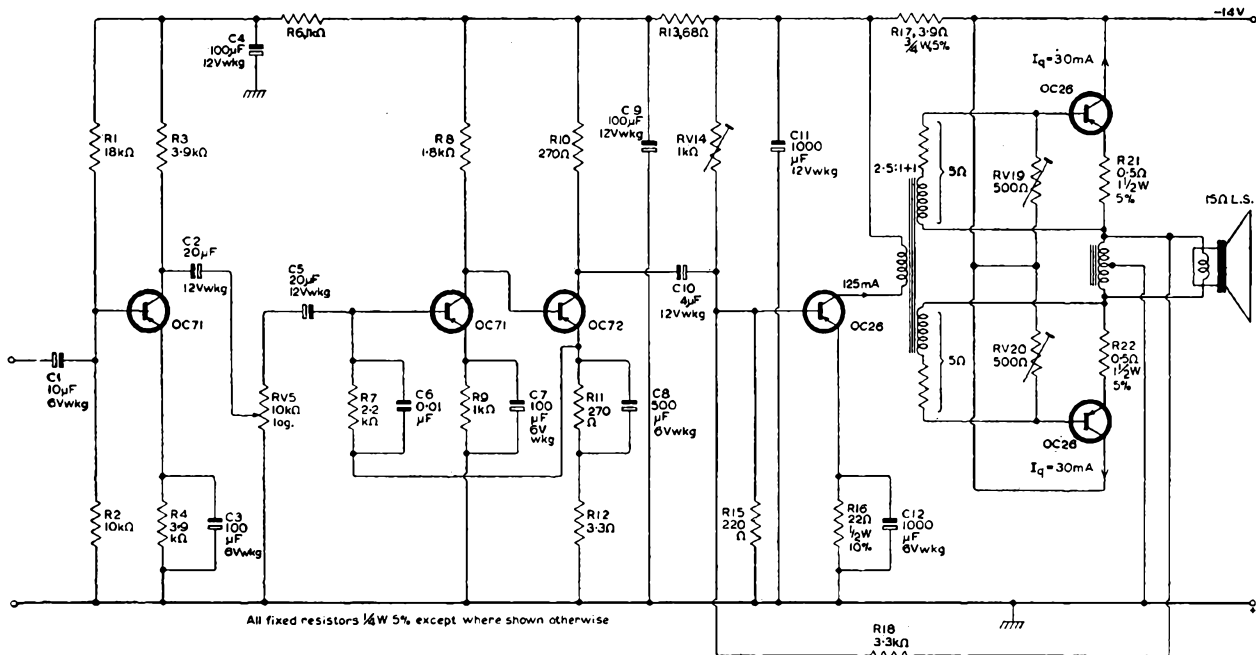 C4
100µF
12Vwkg
R6,1kΩ
R13,68Ω
R17, 3.9Ω
¾W,5%
-14V
Iq=30mA
OC26
R1
18kΩ
R3
3.9kΩ
R8
1.8kΩ
R10
270Ω
C9
100µF
12Vwkg
RV14
1kΩ
C11
1000
µF
12Vwkg
2.5:1+1
5Ω
RV19
500Ω
R21
0.5Ω
1½W
5%
15Ω L.S.
C2
20µF
12Vwkg
C5
20µF
12Vwkg
OC71
OC71
OC72
C10
4µF
12Vwkg
125mA
OC26
C1
10µF
6Vwkg
RV5
10kΩ
log.
R7
2.2
kΩ
C6
0.01
µF
R9
1kΩ
C7
100
µF
6V
wkg
R11
270
Ω
C8
500
µF
6Vwkg
5Ω
RV20
500Ω
R22
0.5Ω
1½W
5%
OC26
Iq=30mA
R2
10kΩ
R4
3.9
kΩ
C3
100
µF
6Vwkg
R12
3.3Ω
R15
220
Ω
R16
22Ω
½W
10%
C12
1000
µF
6Vwkg
+
All fixed resistors ¼W 5% except where shown otherwise
R18
3.3kΩ